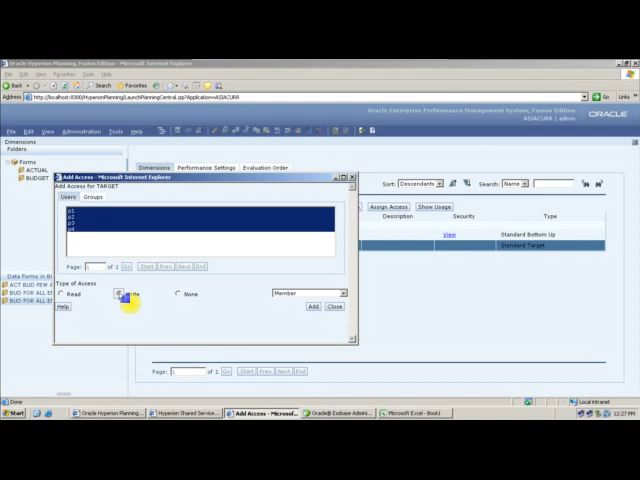 Oracle Hyperion Planning, Fusion Edition - Microsoft Internet Explorer
File Edit View Favorites Tools Help
Back Search Favorites
Address http://localhost:8300/HyperionPlanning/LaunchPlanningCentral.jsp?Application=ASIACURR Go Links
Oracle Enterprise Performance Management System, Fusion Edition
ASIACURR | admin ORACLE
File Edit View Administration Tools Help
Dimensions
Folders
Forms
ACTUAL
BUDGET
Dimensions Performance Settings Evaluation Order
Sort: Descendants Search: Name
Assign Access Show Usage
Description Security Type
View Standard Bottom Up
Standard Target
Add Access - Microsoft Internet Explorer
Add Access for TARGET
Users Groups
p1
p2
p3
p4
Page: 1 of 1 Go Start Prev Next End
Type of Access
Read Write None Member
Help Add Close
Data Forms in B
ACT BUD FEW A
BUD FOR ALL E
BUD FOR ALL E
Page: 1 of 1 Go Start Prev Next End
Done Local intranet
Start Oracle Hyperion Planning... Hyperion Shared Service... Add Access - Microsof... Oracle® Essbase Admini... Microsoft Excel - Book1 12:27 PM